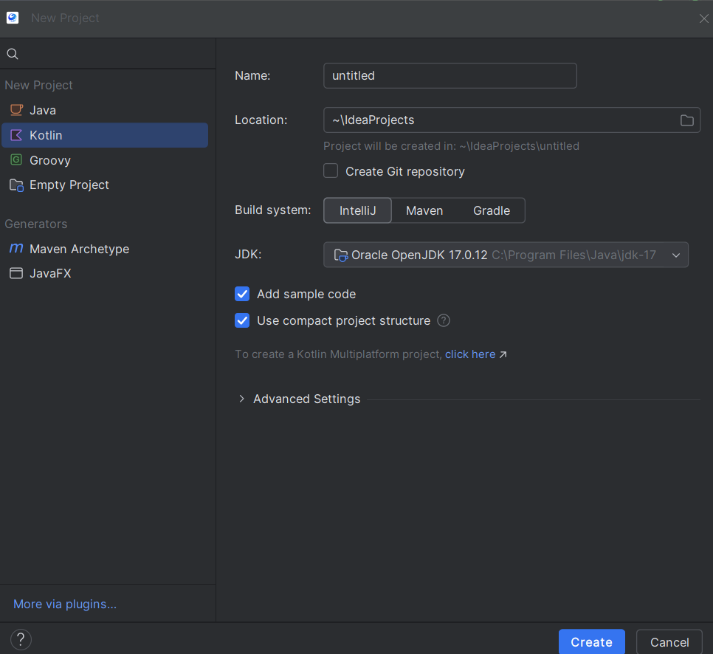 New Project
New Project
Java
Kotlin
G Groovy
Empty Project
Generators
m Maven Archetype
JavaFX
More via plugins...
?
Name: untitled
Location: ~\IdeaProjects
Project will be created in: ~\IdeaProjects\untitled
Create Git repository
Build system: IntelliJ Maven Gradle
JDK: Oracle OpenJDK 17.0.12 C:\Program Files\Java\jdk-17
Add sample code
Use compact project structure ?
To create a Kotlin Multiplatform project, click here ↗
Advanced Settings
Create Cancel